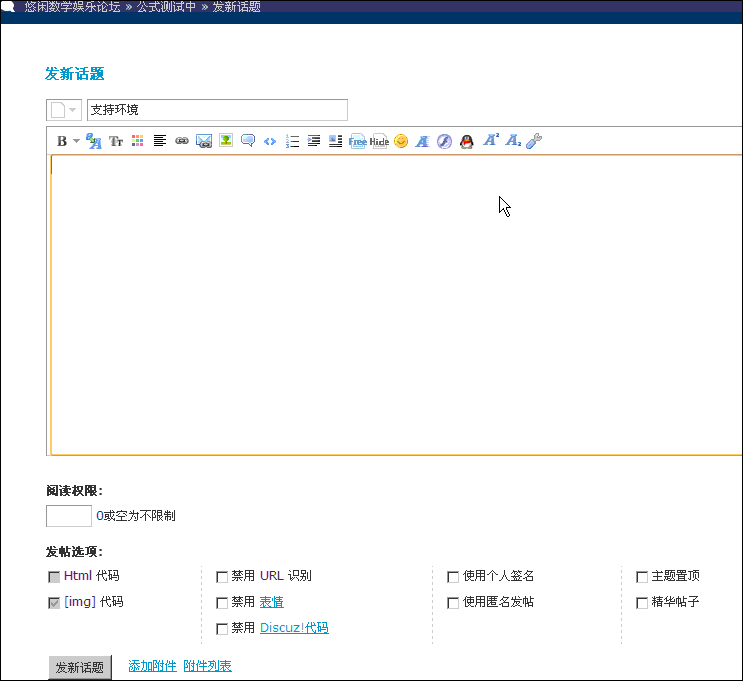 悠闲数学娱乐论坛 » 公式测试中 » 发新话题
发新话题
支持环境
B Tr Free Hide A A² A₂
阅读权限:
0或空为不限制
发帖选项:
Html 代码 禁用 URL 识别 使用个人签名 主题置顶
[img] 代码 禁用 表情 使用匿名发帖 精华帖子
禁用 Discuz!代码
发新话题 添加附件 附件列表